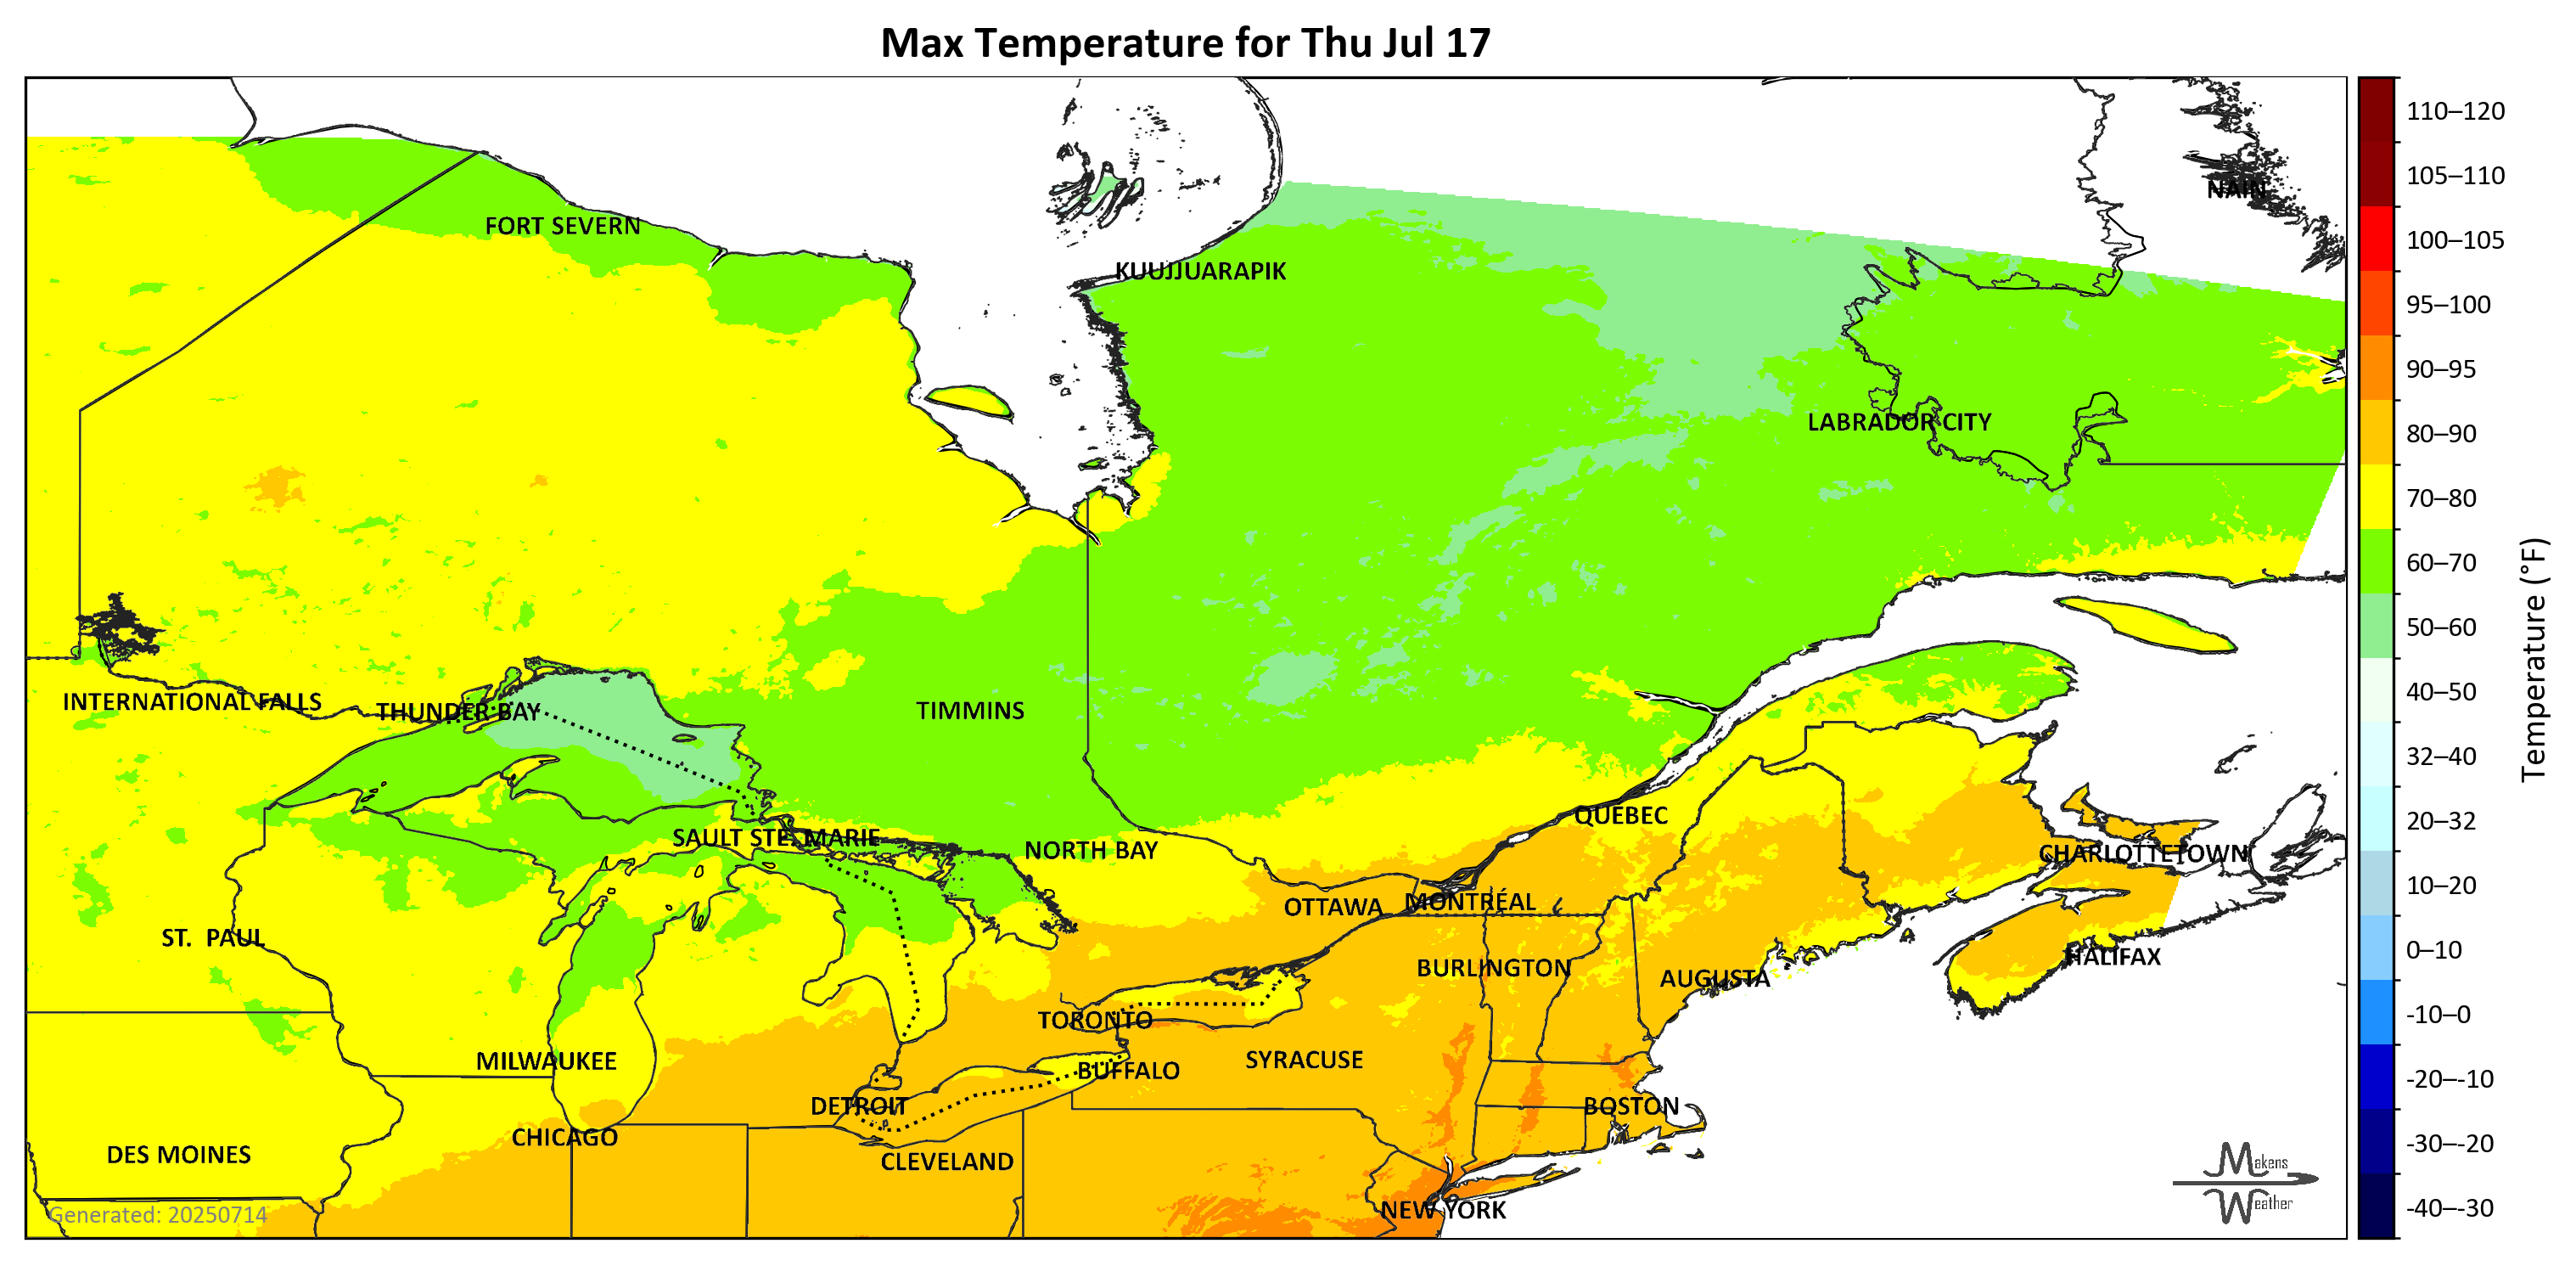 Max Temperature for Thu Jul 17
NAIN
FORT SEVERN
KUUJJUARAPIK
LABRADOR CITY
INTERNATIONAL FALLS
THUNDER BAY
TIMMINS
QUÉBEC
SAULT STE. MARIE
NORTH BAY
CHARLOTTETOWN
OTTAWA
MONTRÉAL
ST. PAUL
HALIFAX
BURLINGTON
AUGUSTA
TORONTO
MILWAUKEE
BUFFALO
SYRACUSE
DETROIT
BOSTON
CHICAGO
DES MOINES
CLEVELAND
NEW YORK
Generated: 20250714
Makens
Weather
110–120
105–110
100–105
95–100
90–95
80–90
70–80
60–70
50–60
40–50
32–40
20–32
10–20
0–10
-10–0
-20–-10
-30–-20
-40–-30
Temperature (°F)